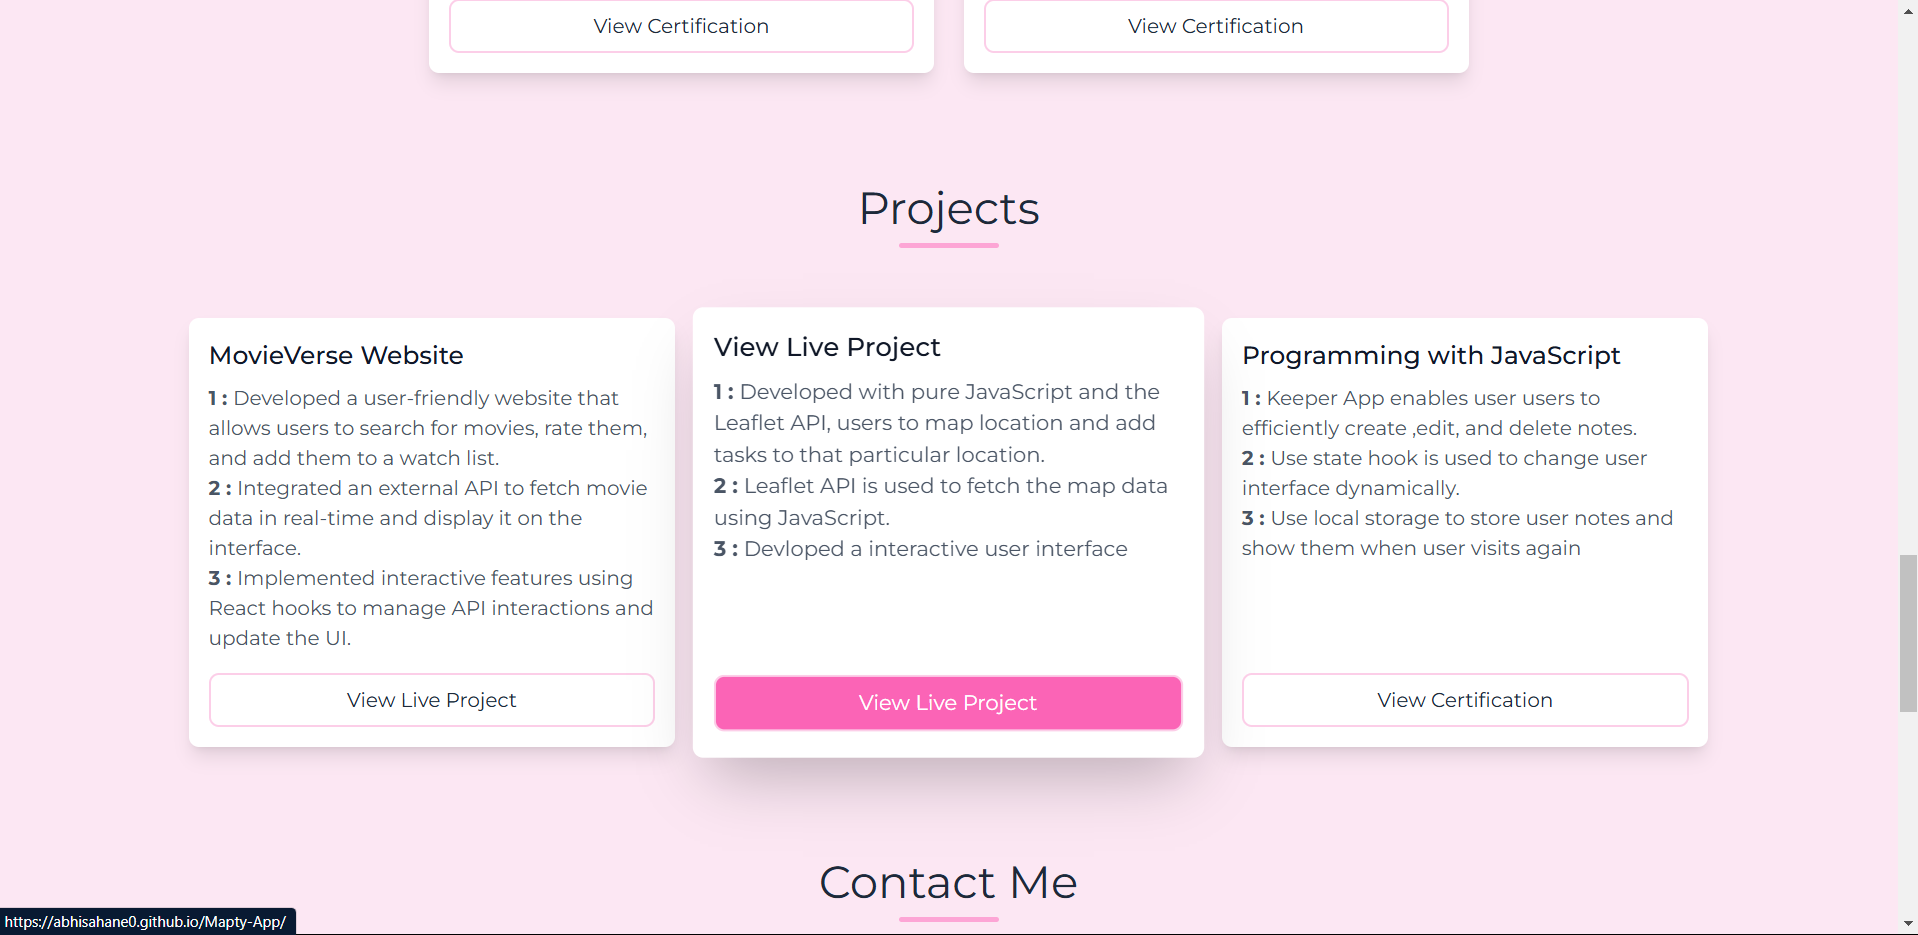 View Certification
View Certification
Projects
MovieVerse Website
1 : Developed a user-friendly website that
allows users to search for movies, rate them,
and add them to a watch list.
2 : Integrated an external API to fetch movie
data in real-time and display it on the
interface.
3 : Implemented interactive features using
React hooks to manage API interactions and
update the UI.
View Live Project
View Live Project
1 : Developed with pure JavaScript and the
Leaflet API, users to map location and add
tasks to that particular location.
2 : Leaflet API is used to fetch the map data
using JavaScript.
3 : Devloped a interactive user interface
View Live Project
Programming with JavaScript
1 : Keeper App enables user users to
efficiently create ,edit, and delete notes.
2 : Use state hook is used to change user
interface dynamically.
3 : Use local storage to store user notes and
show them when user visits again
View Certification
Contact Me
https://abhisahane0.github.io/Mapty-App/